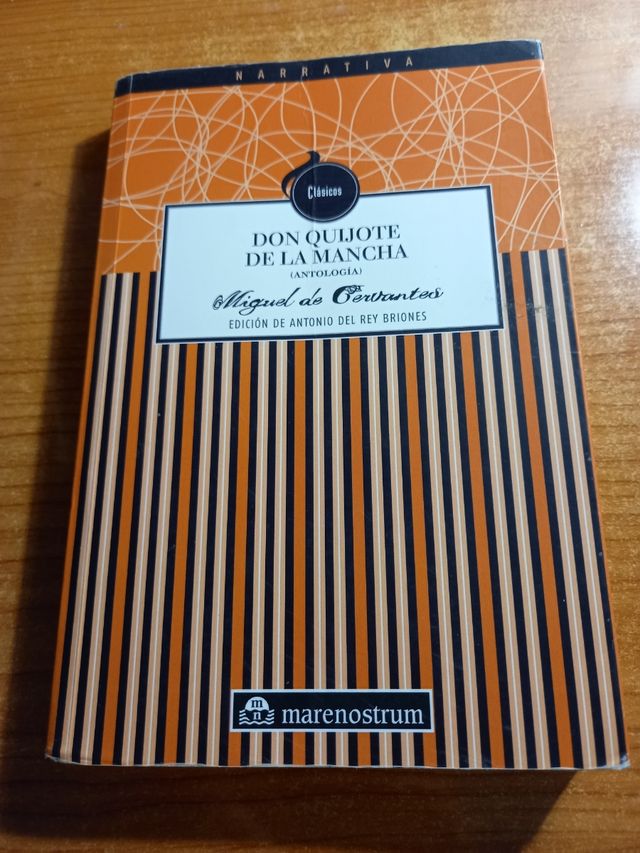 NARRATIVA
Clásicos
DON QUIJOTE
DE LA MANCHA
(ANTOLOGÍA)
Miguel de Cervantes
EDICIÓN DE ANTONIO DEL REY BRIONES
m
n
marenostrum